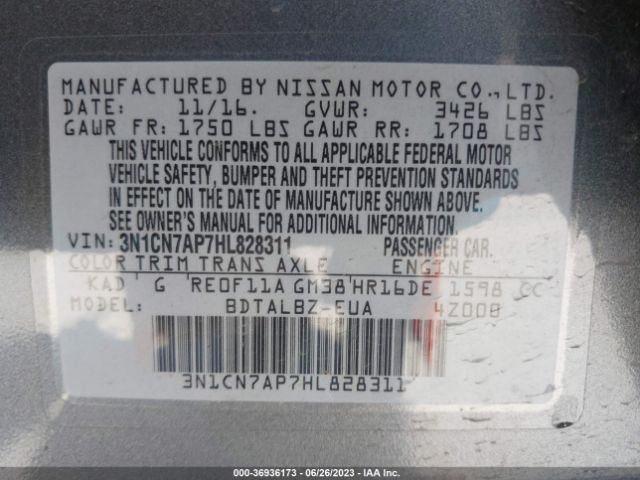 MANUFACTURED BY NISSAN MOTOR CO., LTD.
DATE: 11/16. GVWR: 3426 LBS
GAWR FR: 1750 LBS GAWR RR: 1708 LBS
THIS VEHICLE CONFORMS TO ALL APPLICABLE FEDERAL MOTOR
VEHICLE SAFETY, BUMPER AND THEFT PREVENTION STANDARDS
IN EFFECT ON THE DATE OF MANUFACTURE SHOWN ABOVE.
SEE OWNER'S MANUAL FOR ADDITIONAL INFORMATION.
VIN: 3N1CN7AP7HL828311 PASSENGER CAR.
COLOR TRIM TRANS AXLE ENGINE
KAD G RE0F11A GM38 HR16DE 1598 CC
MODEL: BDTALBZ-EUA 4Z000
3N1CN7AP7HL828311
000-36936173 — 06/26/2023 — IAA Inc.